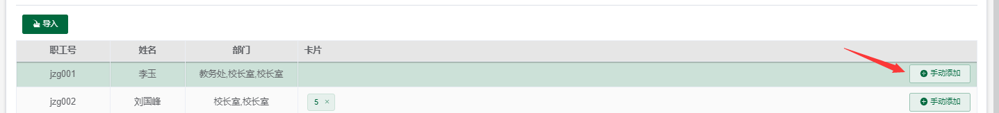 导入
职工号 姓名 部门 卡片
jzg001 李玉 教务处,校长室,校长室 手动添加
jzg002 刘国峰 校长室,校长室 5 × 手动添加